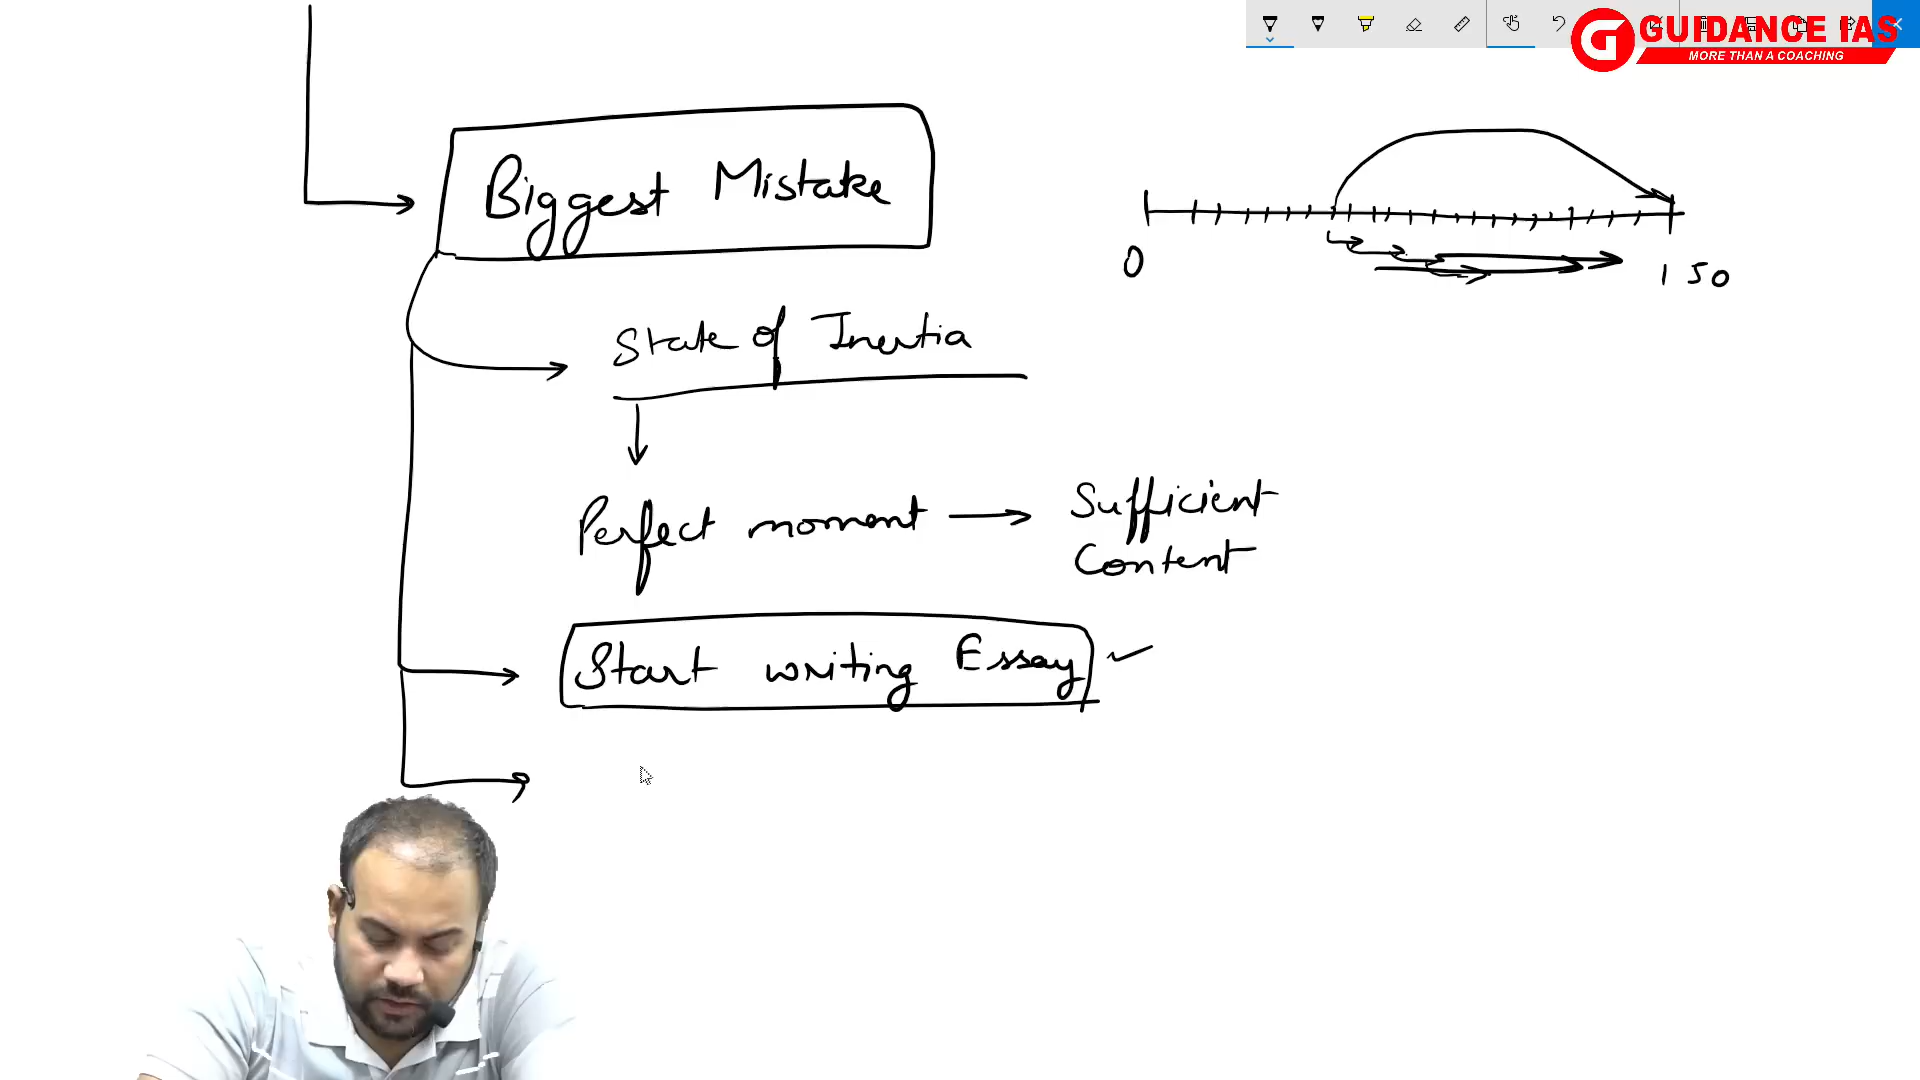 GUIDANCE IAS
MORE THAN A COACHING
Biggest Mistake
0
150
State of Inertia
Perfect moment
Sufficient
Content
Start writing Essay